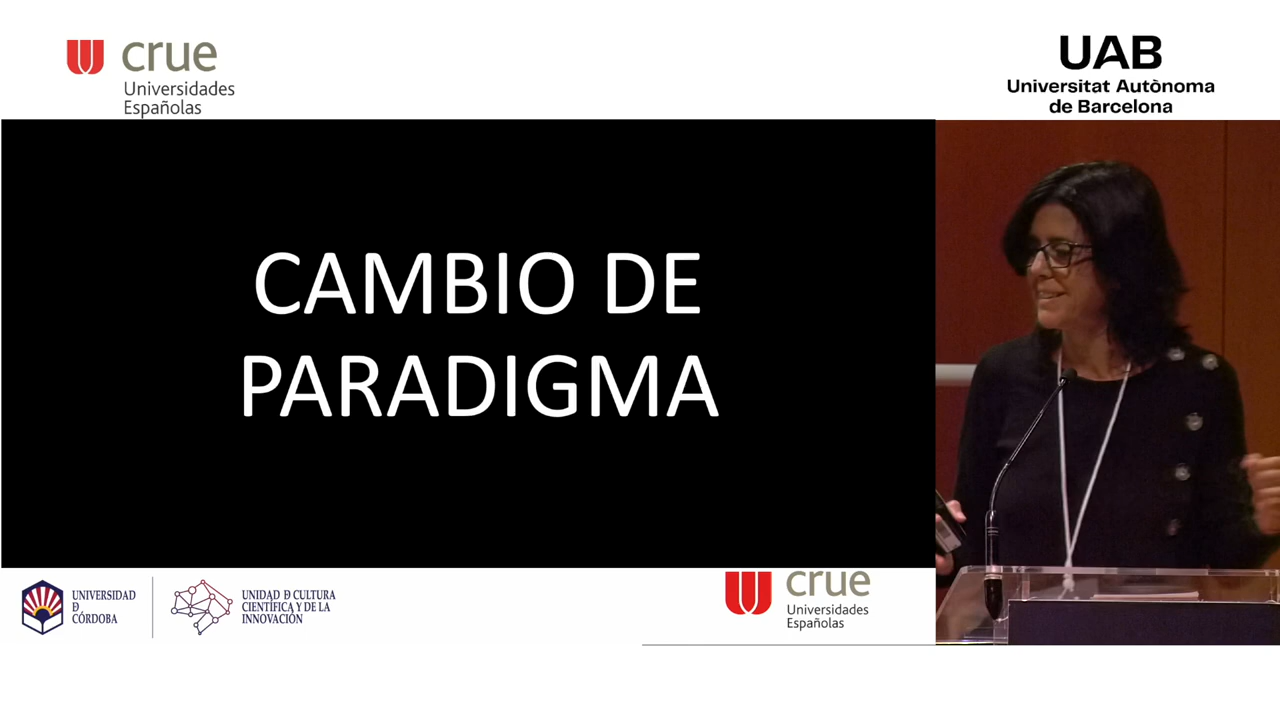 crue
Universidades
Españolas
UAB
Universitat Autònoma
de Barcelona
CAMBIO DE
PARADIGMA
UNIVERSIDAD
Đ
CÓRDOBA
UNIDAD Đ CULTURA
CIENTÍFICA Y DE LA
INNOVACIÓN
crue
Universidades
Españolas